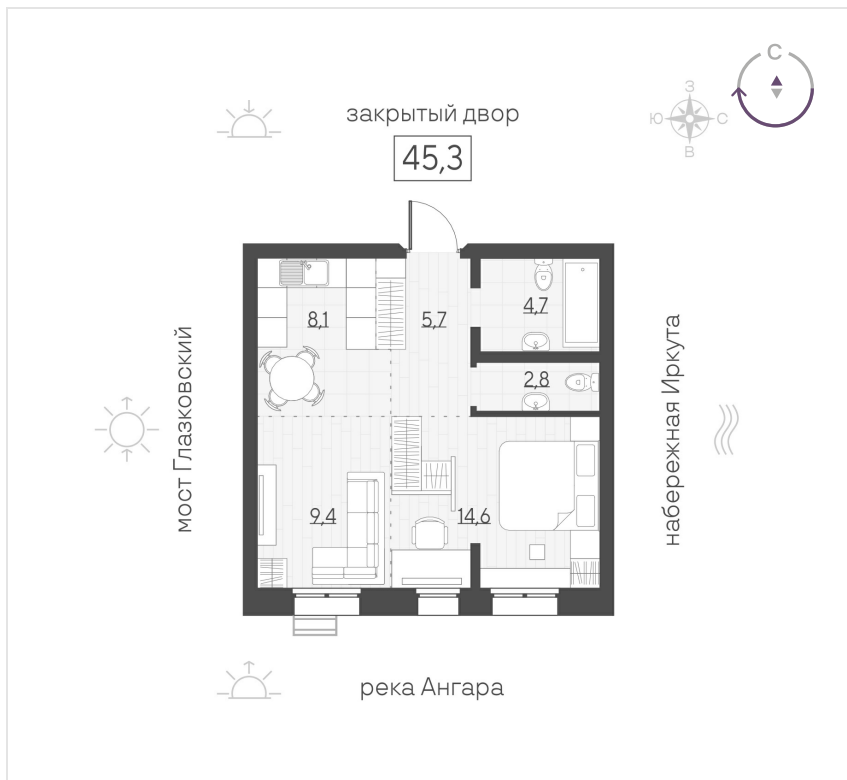 С
закрытый двор
З
Ю
С
В
45,3
8,1
5,7
4,7
2,8
мост Глазковский
набережная Иркута
9,4
14,6
река Ангара